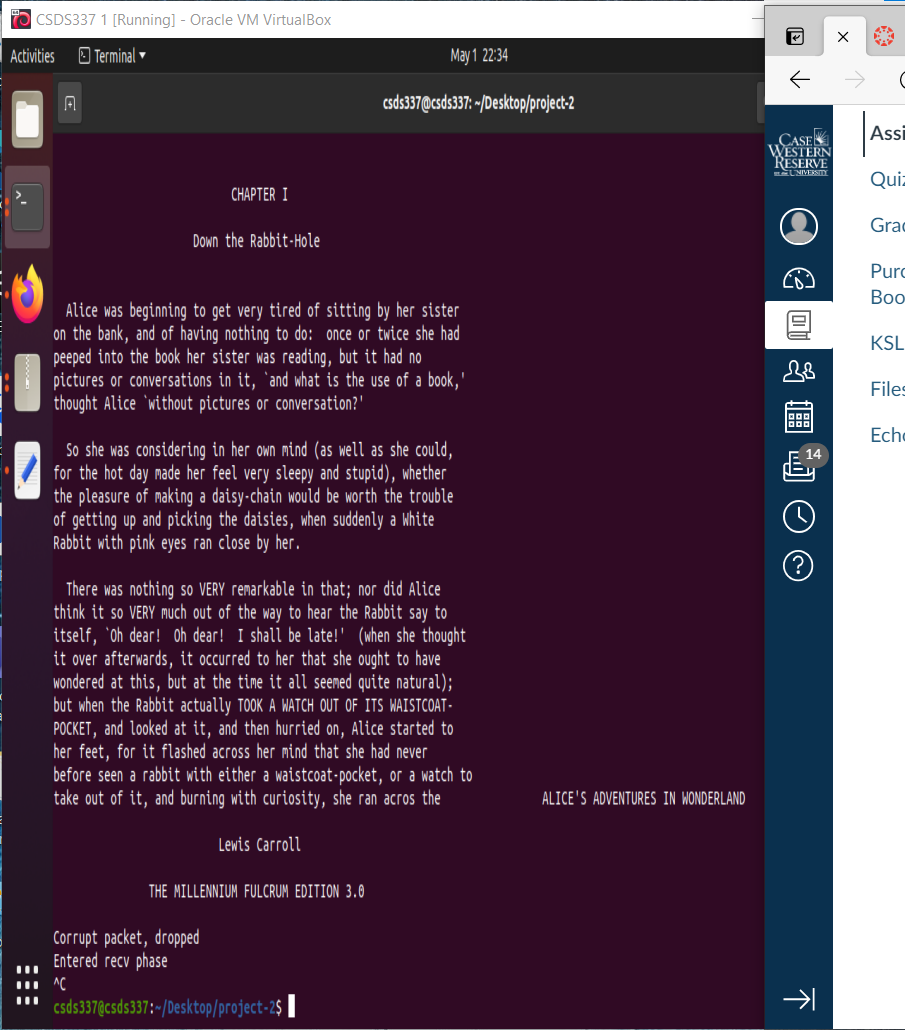 CSDS337 1 [Running] - Oracle VM VirtualBox
Activities
Terminal
May 1 22:34
csds337@csds337: ~/Desktop/project-2
CHAPTER I
Down the Rabbit-Hole
Alice was beginning to get very tired of sitting by her sister
on the bank, and of having nothing to do:  once or twice she had
peeped into the book her sister was reading, but it had no
pictures or conversations in it, `and what is the use of a book,'
thought Alice `without pictures or conversation?'
So she was considering in her own mind (as well as she could,
for the hot day made her feel very sleepy and stupid), whether
the pleasure of making a daisy-chain would be worth the trouble
of getting up and picking the daisies, when suddenly a White
Rabbit with pink eyes ran close by her.
There was nothing so VERY remarkable in that; nor did Alice
think it so VERY much out of the way to hear the Rabbit say to
itself, `Oh dear!  Oh dear!  I shall be late!'  (when she thought
it over afterwards, it occurred to her that she ought to have
wondered at this, but at the time it all seemed quite natural);
but when the Rabbit actually TOOK A WATCH OUT OF ITS WAISTCOAT-
POCKET, and looked at it, and then hurried on, Alice started to
her feet, for it flashed across her mind that she had never
before seen a rabbit with either a waistcoat-pocket, or a watch to
take out of it, and burning with curiosity, she ran acros the                ALICE'S ADVENTURES IN WONDERLAND
Lewis Carroll
THE MILLENNIUM FULCRUM EDITION 3.0
Corrupt packet, dropped
Entered recv phase
^C
csds337@csds337:~/Desktop/project-2$
CASE
WESTERN
RESERVE
UNIVERSITY
14
Assi
Quiz
Grad
Purc
Boo
KSL
Files
Echo